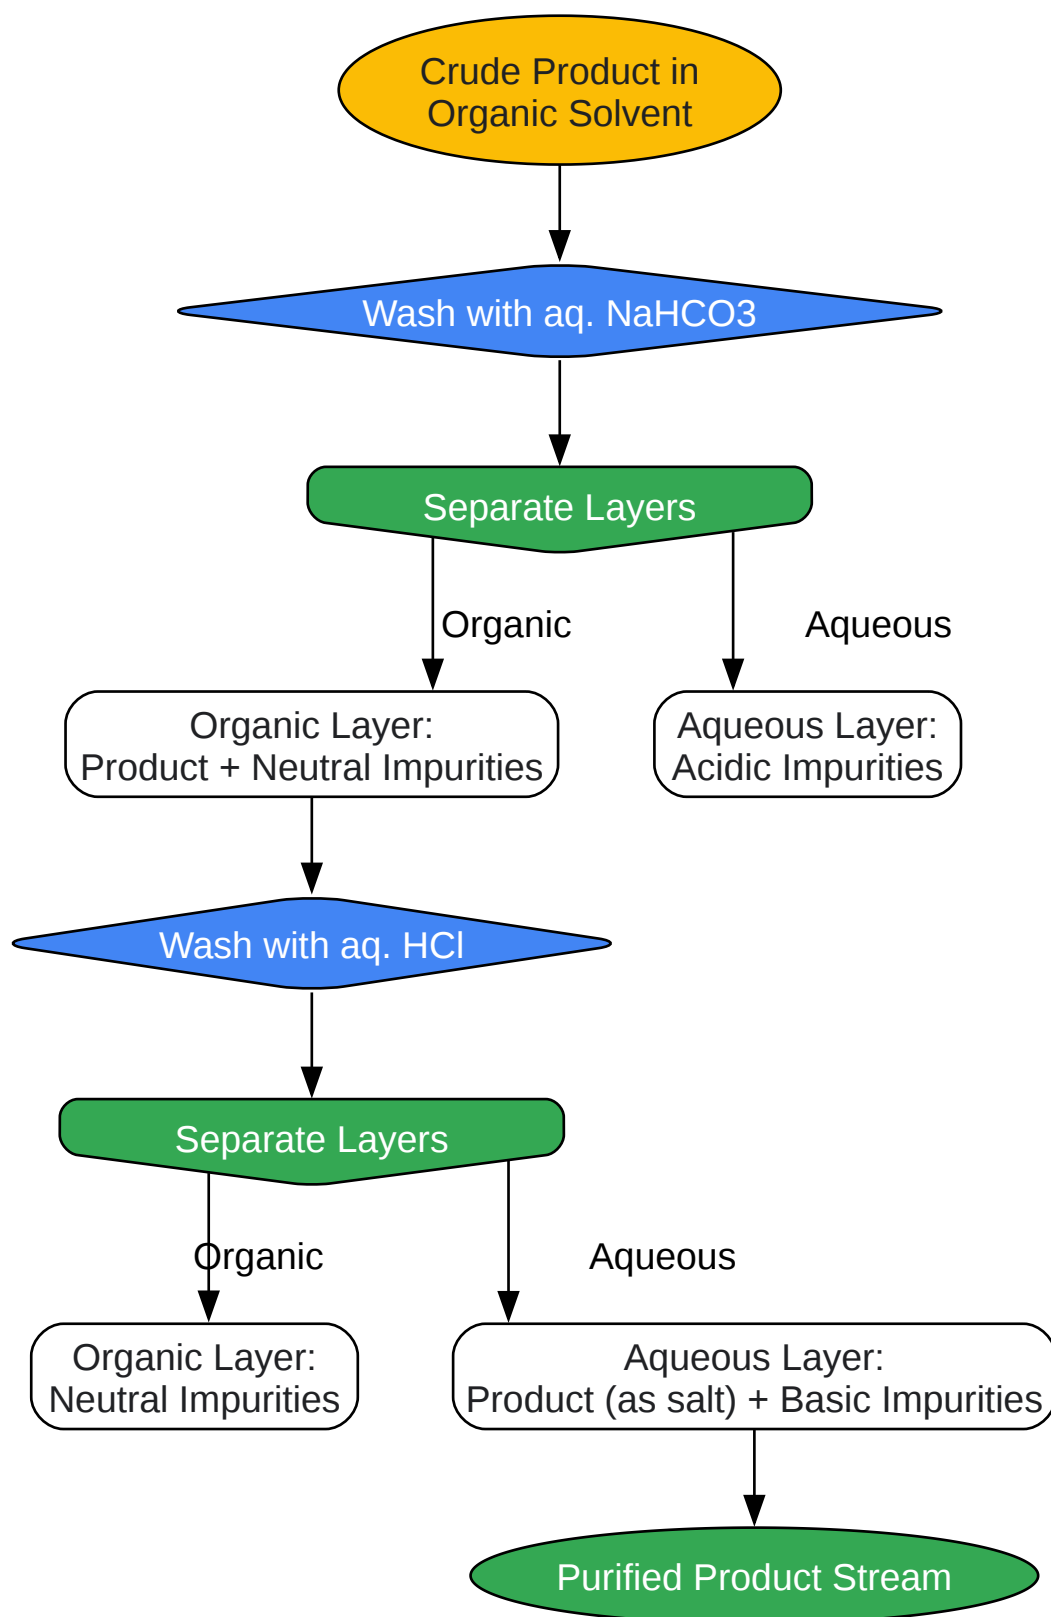 Crude Product in
Organic Solvent
Wash with aq. NaHCO3
Separate Layers
Organic
Aqueous
Organic Layer:
Product + Neutral Impurities
Aqueous Layer:
Acidic Impurities
Wash with aq. HCl
Separate Layers
Organic
Aqueous
Organic Layer:
Neutral Impurities
Aqueous Layer:
Product (as salt) + Basic Impurities
Purified Product Stream